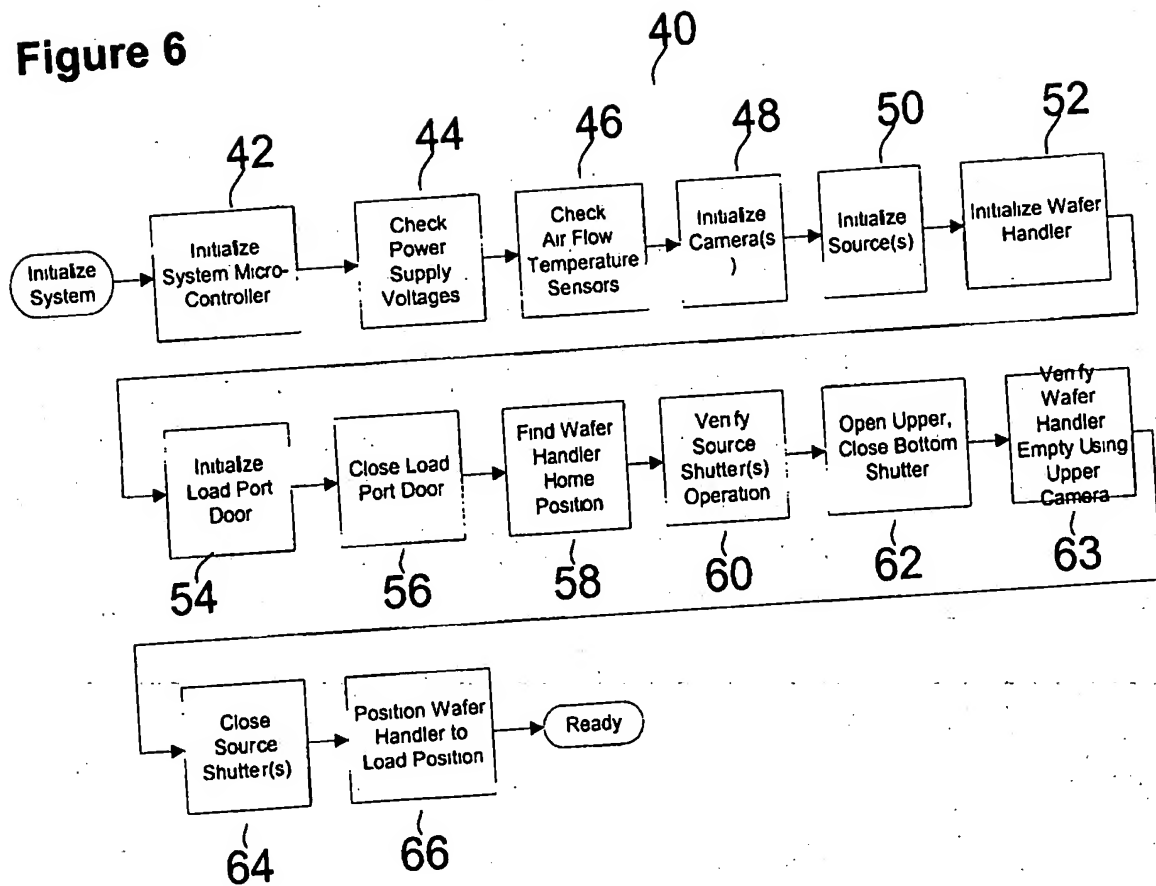 Figure 6
40
42
44
46
48
50
52
Initialize
System
Initialize
System Micro-
Controller
Check
Power
Supply
Voltages
Check
Air Flow
Temperature
Sensors
Initialize
Camera(s
)
Initialize
Source(s)
Initialize Wafer
Handler
Initialize
Load Port
Door
Close Load
Port Door
Find Wafer
Handler
Home
Position
Verify
Source
Shutter(s)
Operation
Open Upper,
Close Bottom
Shutter
Verify
Wafer
Handler
Empty Using
Upper
Camera
54
56
58
60
62
63
Close
Source
Shutter(s)
Position Wafer
Handler to
Load Position
Ready
64
66